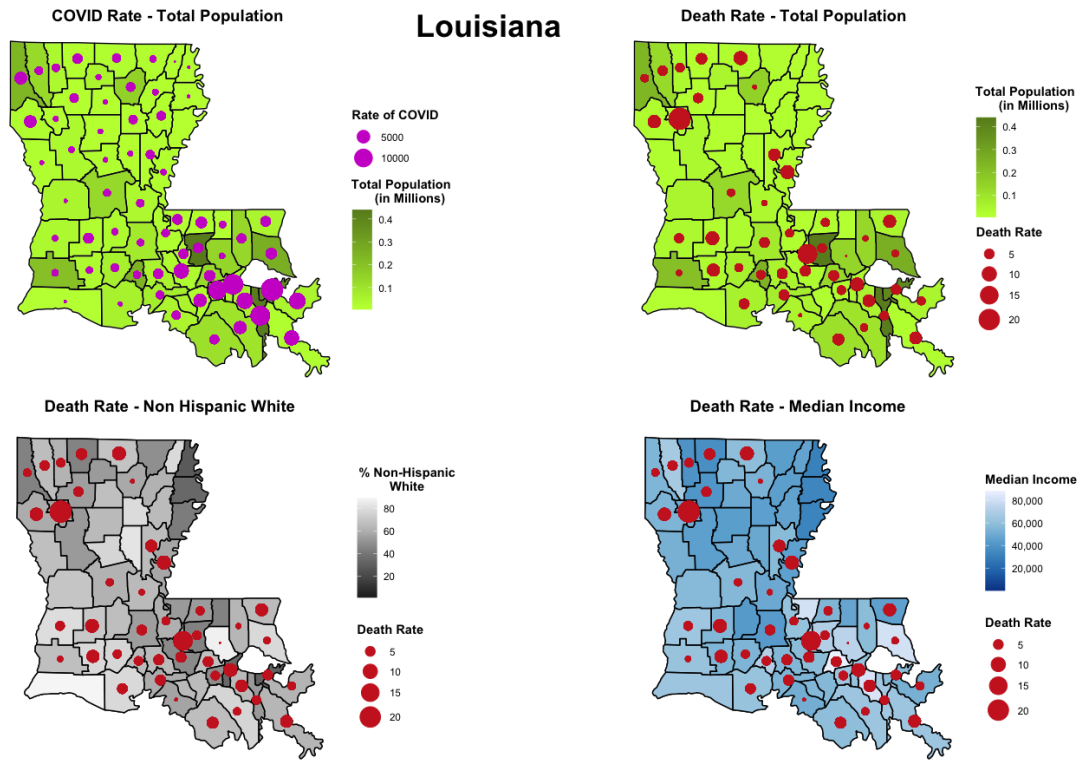 Louisiana
COVID Rate - Total Population
Rate of COVID
5000
10000
Total Population
(in Millions)
0.4
0.3
0.2
0.1
Death Rate - Total Population
Total Population
(in Millions)
0.4
0.3
0.2
0.1
Death Rate
5
10
15
20
Death Rate - Non Hispanic White
% Non-Hispanic
White
80
60
40
20
Death Rate
5
10
15
20
Death Rate - Median Income
Median Income
80,000
60,000
40,000
20,000
Death Rate
5
10
15
20